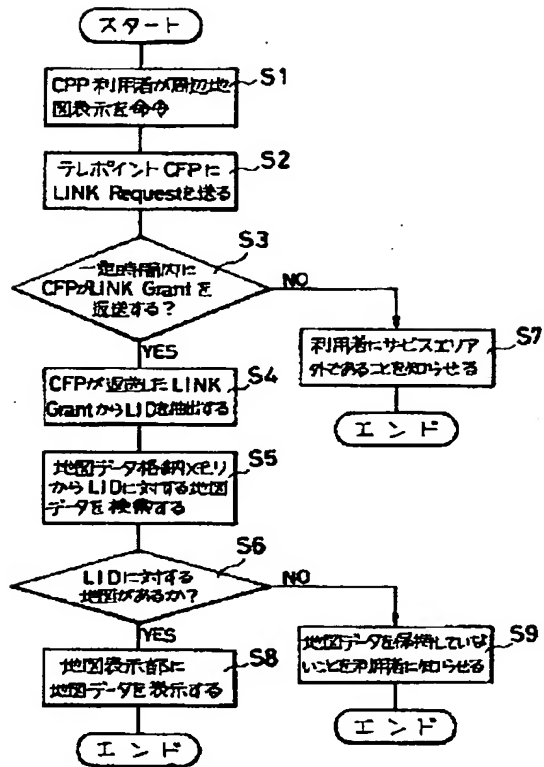 スタート
S1
CPP利用者が周辺地
図表示を命令
S2
テレポイントCFPに
LINK Requestを送る
S3
一定時間内に
CFPがLINK Grantを
返送する?
NO
YES
S4
CFPが返送したLINK
GrantからLIDを抽出する
S7
利用者にサービスエリア
外であることを知らせる
エンド
S5
地図データ格納メモリ
からLIDに対する地図
データを検索する
S6
LIDに対する
地図があるか?
NO
YES
S8
地図表示部に
地図データを表示する
エンド
S9
地図データを保持していな
いことを利用者に知らせる
エンド